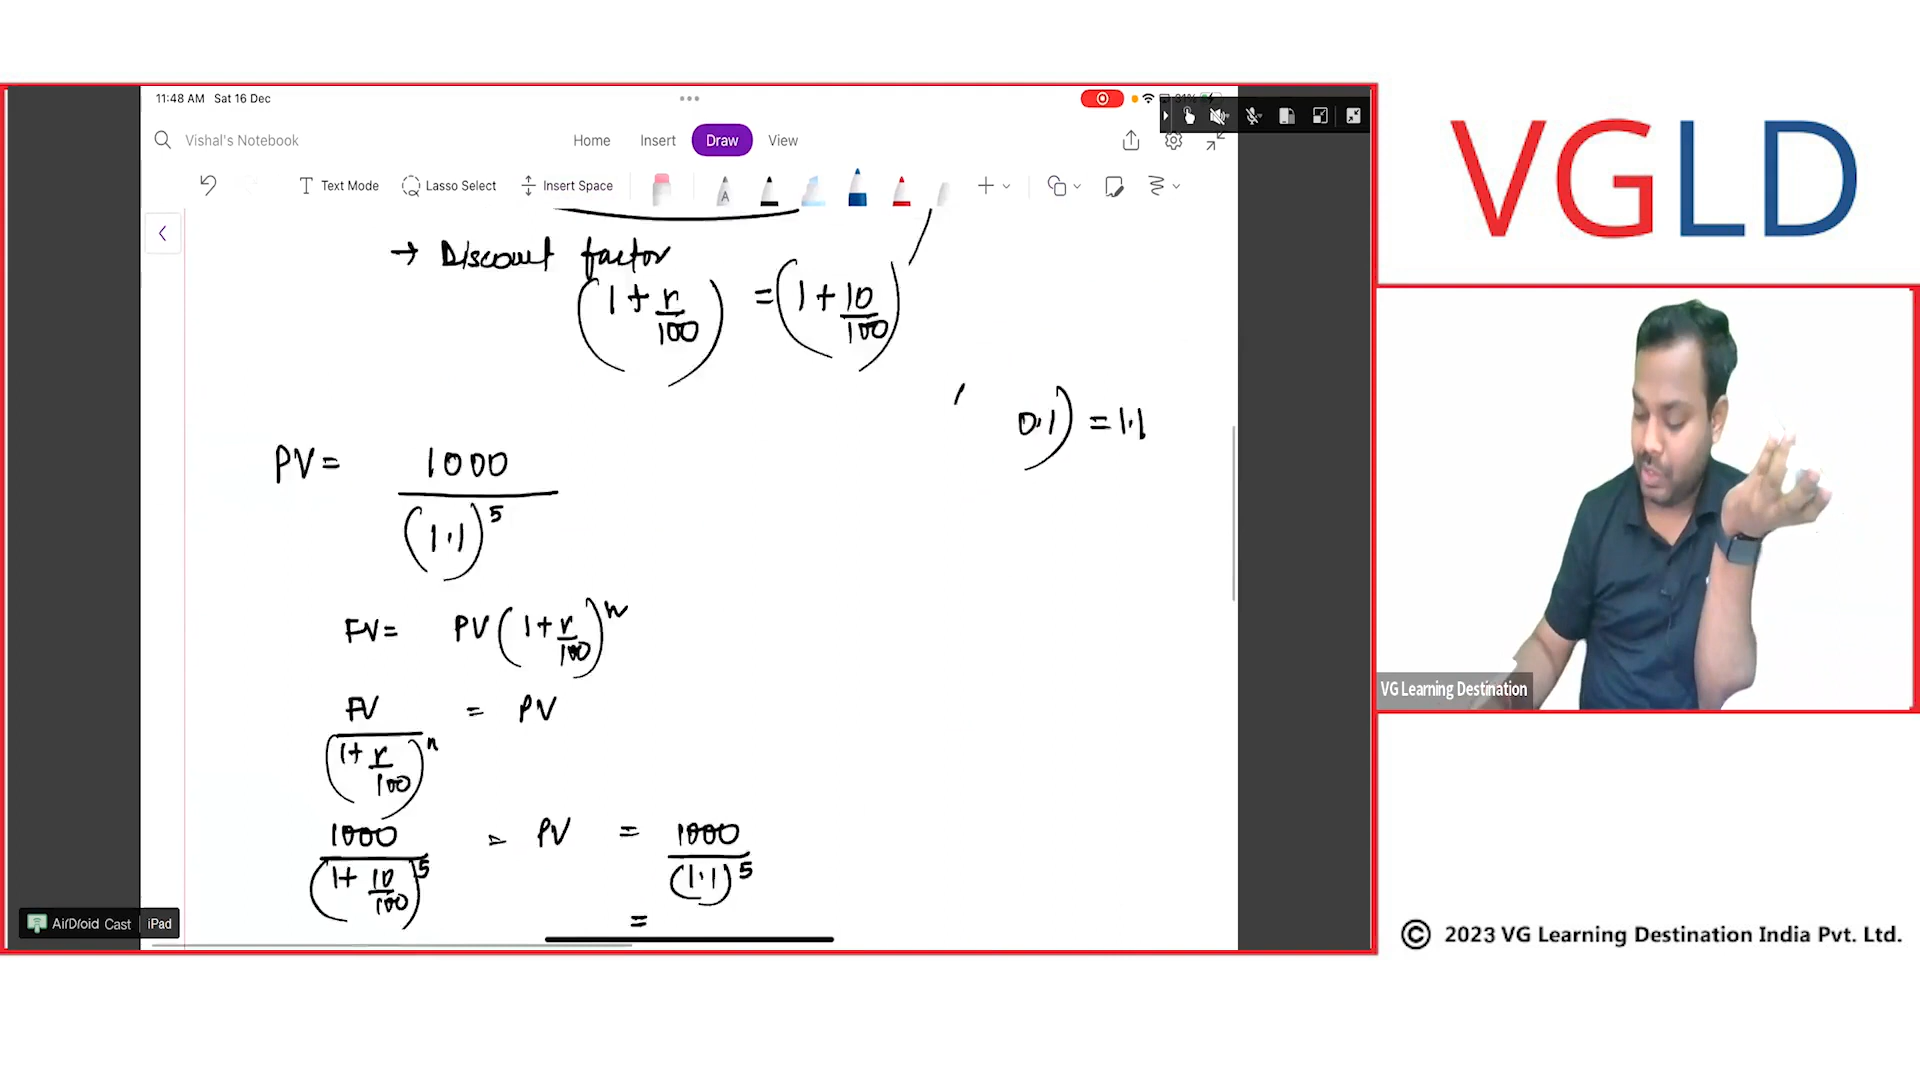 11:48 AM Sat 16 Dec
31%
Vishal's Notebook
Home Insert Draw View
Text Mode Lasso Select Insert Space
→ Discount factor
(1 + r/100) = (1 + 10/100)
0.1) = 1.1
PV = 1000/(1.1)^5
FV = PV (1 + r/100)^n
FV/(1 + r/100)^n = PV
1000/(1 + 10/100)^5 = PV = 1000/(1.1)^5
=
AirDroid Cast iPad
VGLD
VG Learning Destination
© 2023 VG Learning Destination India Pvt. Ltd.